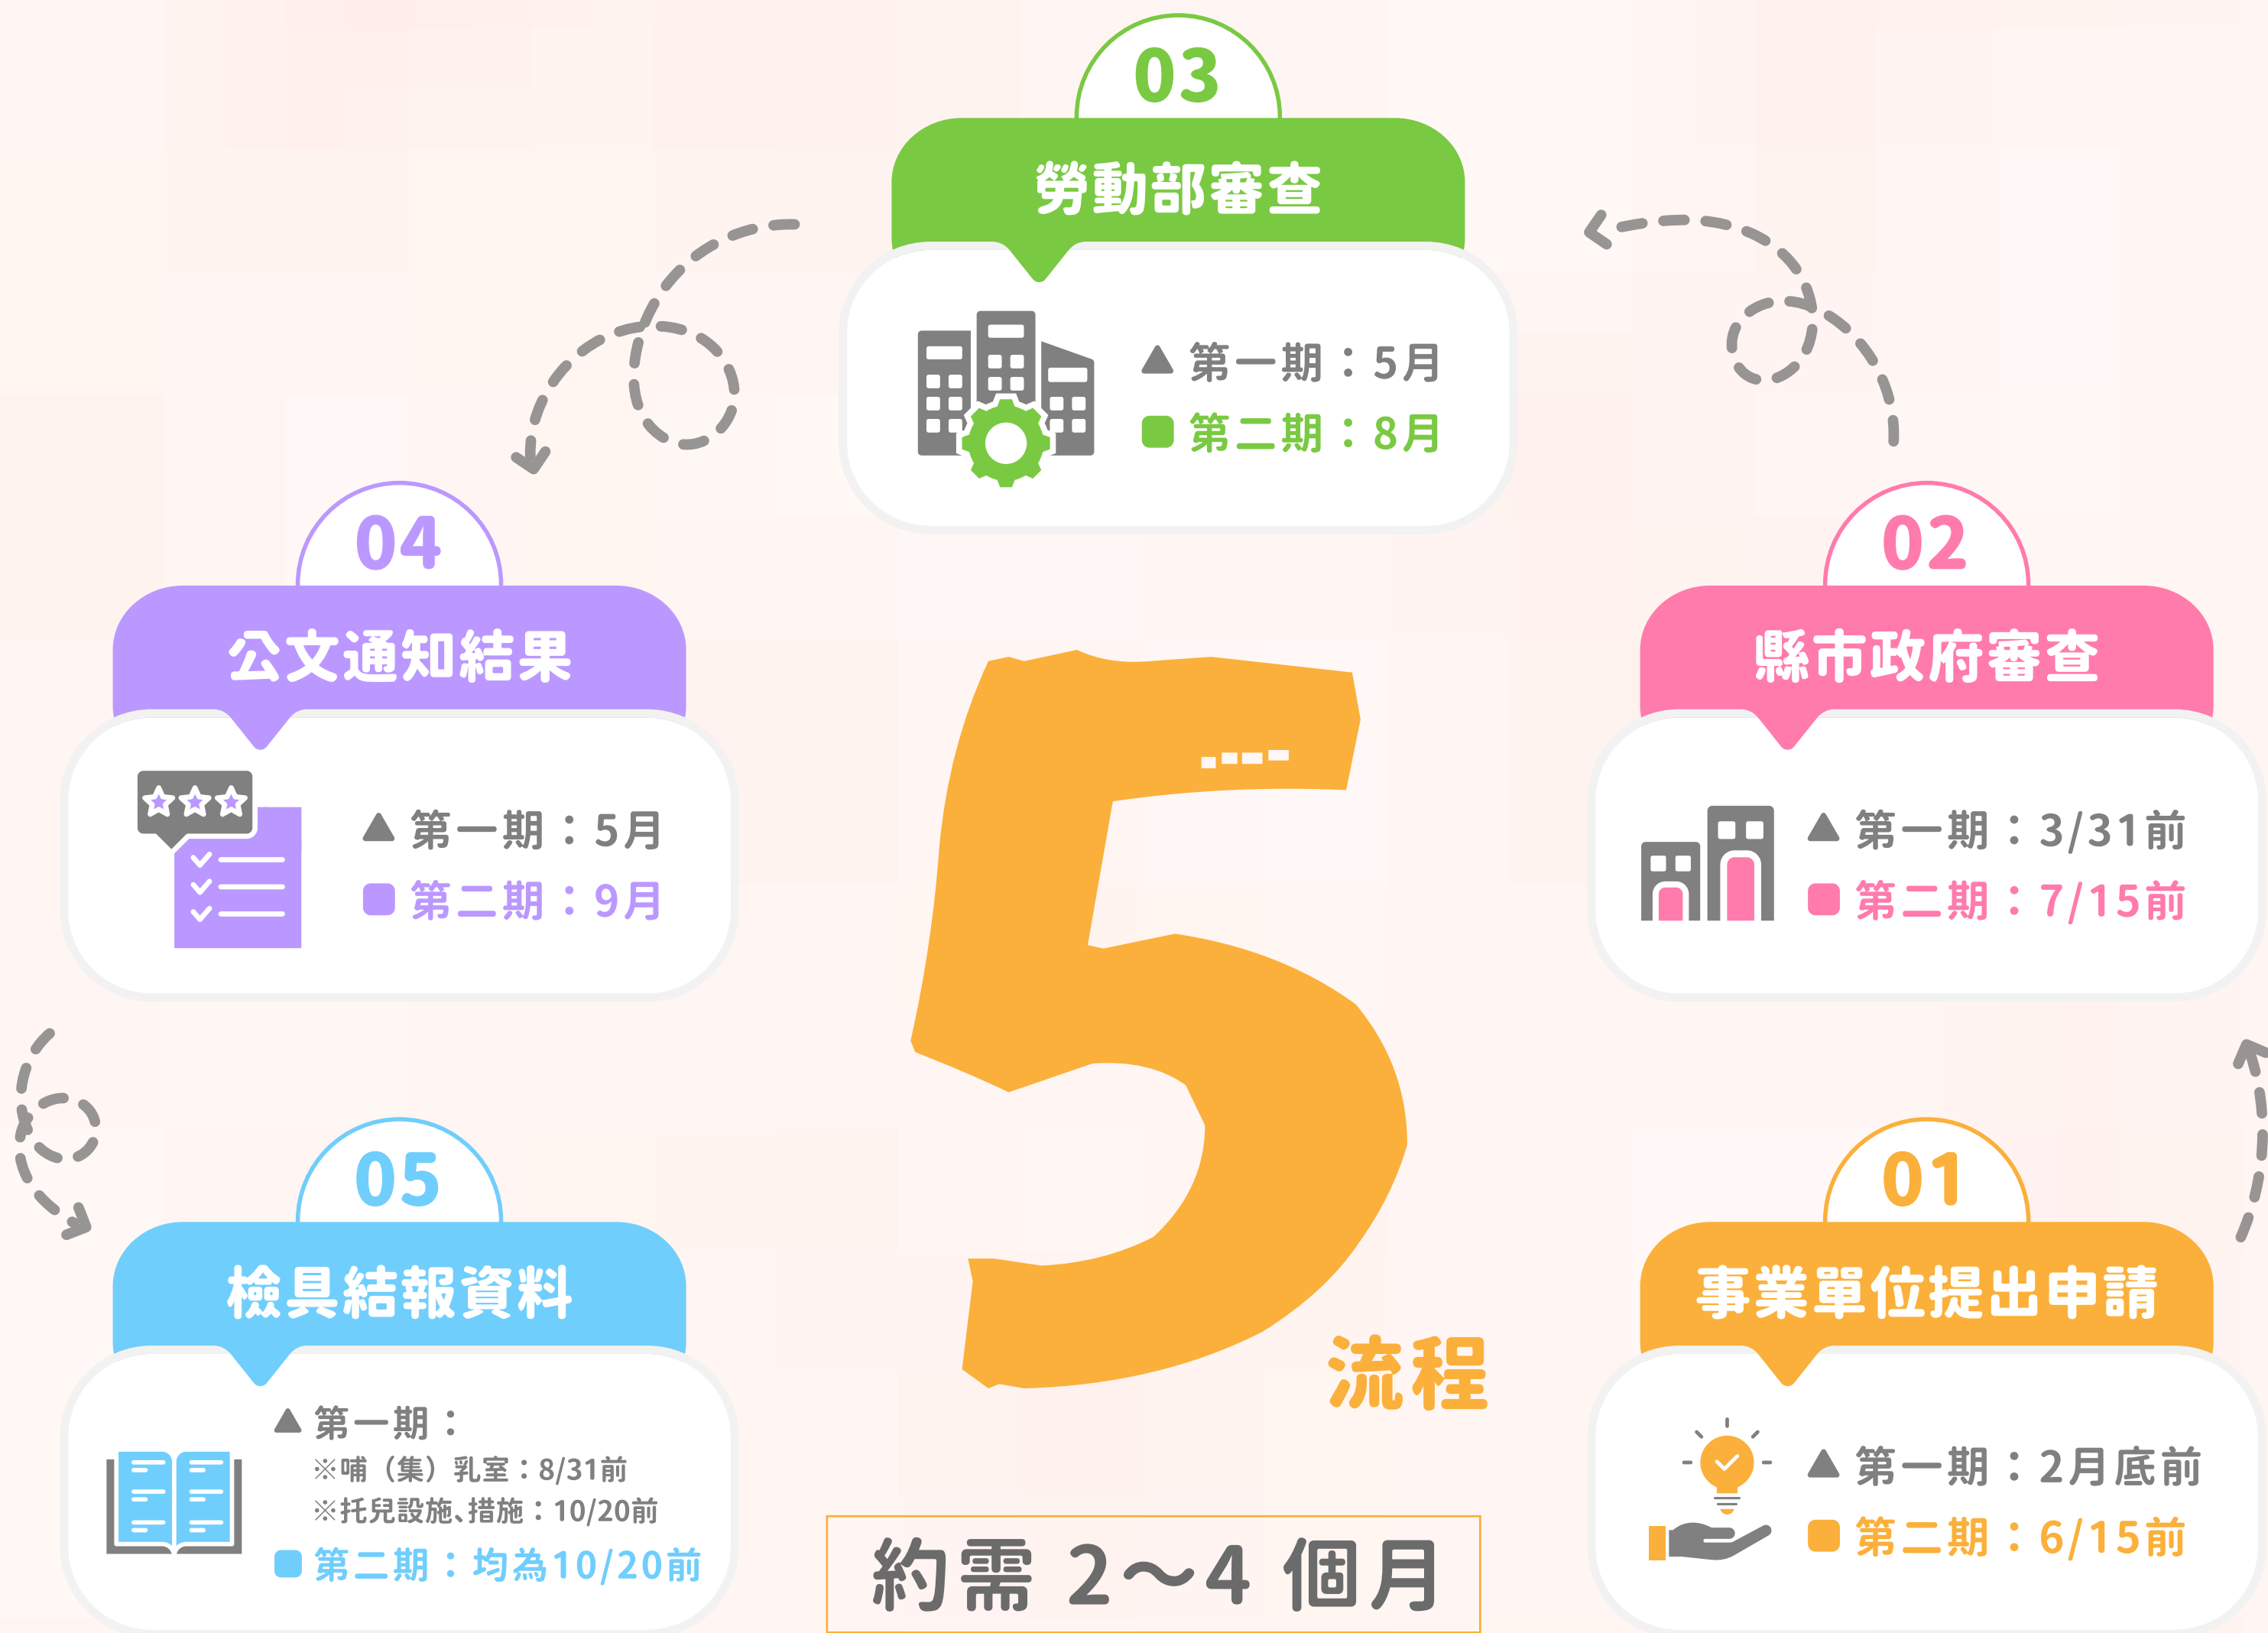 03
勞動部審查
▲第一期：5月
■第二期：8月
04
公文通知結果
▲第一期：5月
■第二期：9月
02
縣市政府審查
▲第一期：3/31前
■第二期：7/15前
5
流程
05
檢具結報資料
▲第一期：
※哺（集）乳室：8/31前
※托兒設施、措施：10/20前
■第二期：均為10/20前
01
事業單位提出申請
▲第一期：2月底前
■第二期：6/15前
約需 2～4 個月